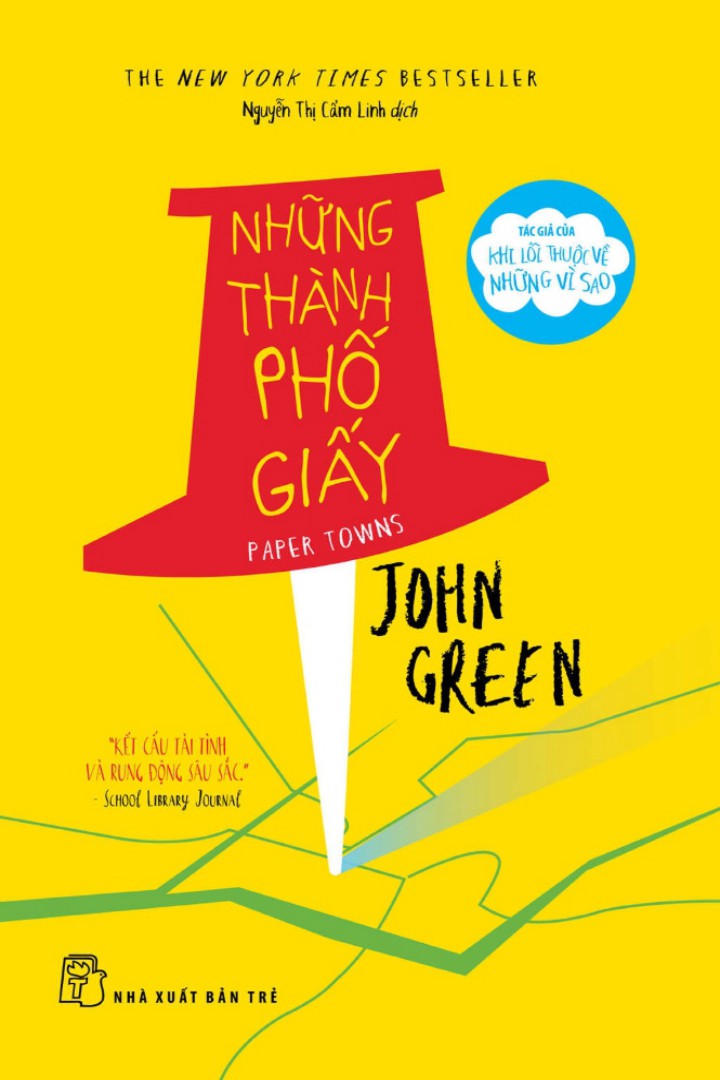 THE NEW YORK TIMES BESTSELLER
Nguyễn Thị Cẩm Linh dịch
NHỮNG
THÀNH
PHỐ
GIẤY
PAPER TOWNS
TÁC GIẢ CỦA
KHI LỖI THUỘC VỀ
NHỮNG VÌ SAO
JOHN
GREEN
"KẾT CẤU TÀI TÌNH
VÀ RUNG ĐỘNG SÂU SẮC."
- SCHOOL LIBRARY JOURNAL
T
NHÀ XUẤT BẢN TRẺ